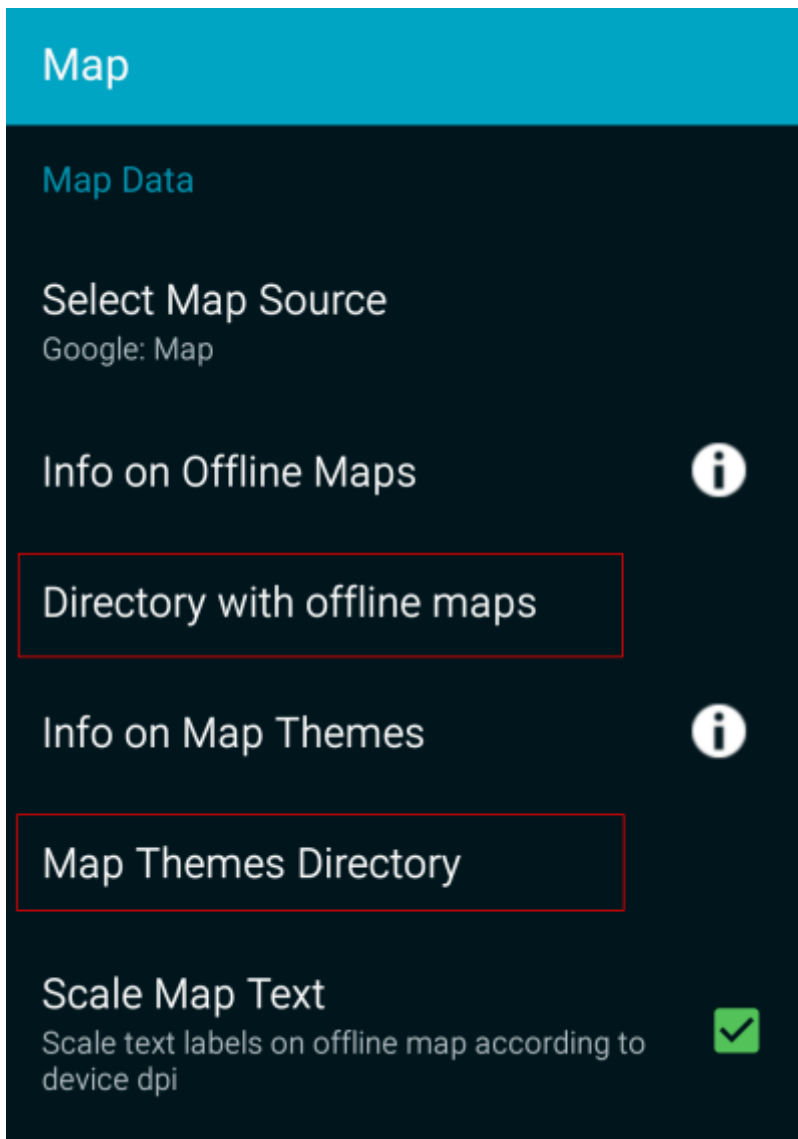 Map
Map Data
Select Map Source
Google: Map
Info on Offline Maps
Directory with offline maps
Info on Map Themes
Map Themes Directory
Scale Map Text
Scale text labels on offline map according to
device dpi